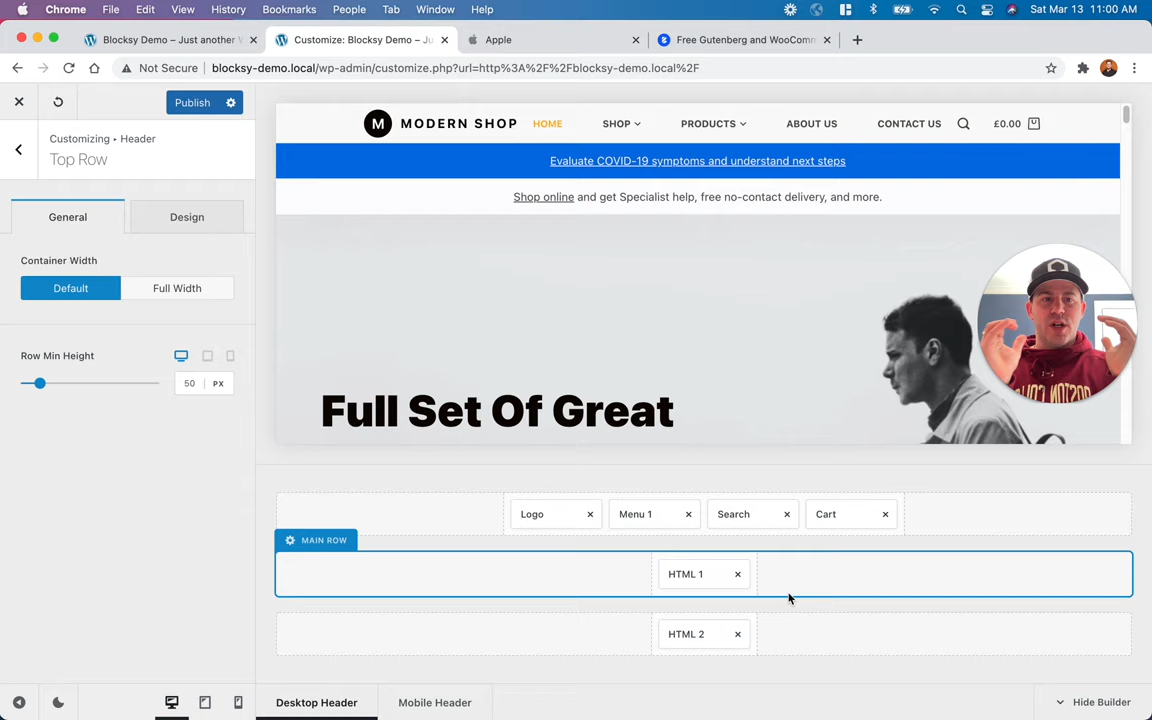 Chrome File Edit View History Bookmarks People Tab Window Help Sat Mar 13 11:00 AM
Blocksy Demo – Just another W
Customize: Blocksy Demo – Ju
Apple
Free Gutenberg and WooComm
Not Secure blocksy-demo.local/wp-admin/customize.php?url=http%3A%2F%2Fblocksy-demo.local%2F
Publish
Customizing ▸ Header
Top Row
General Design
Container Width
Default Full Width
Row Min Height
50 PX
M MODERN SHOP HOME SHOP PRODUCTS ABOUT US CONTACT US £0.00
Evaluate COVID-19 symptoms and understand next steps
Shop online and get Specialist help, free no-contact delivery, and more.
Full Set Of Great
Logo Menu 1 Search Cart
MAIN ROW
HTML 1
HTML 2
Desktop Header Mobile Header Hide Builder